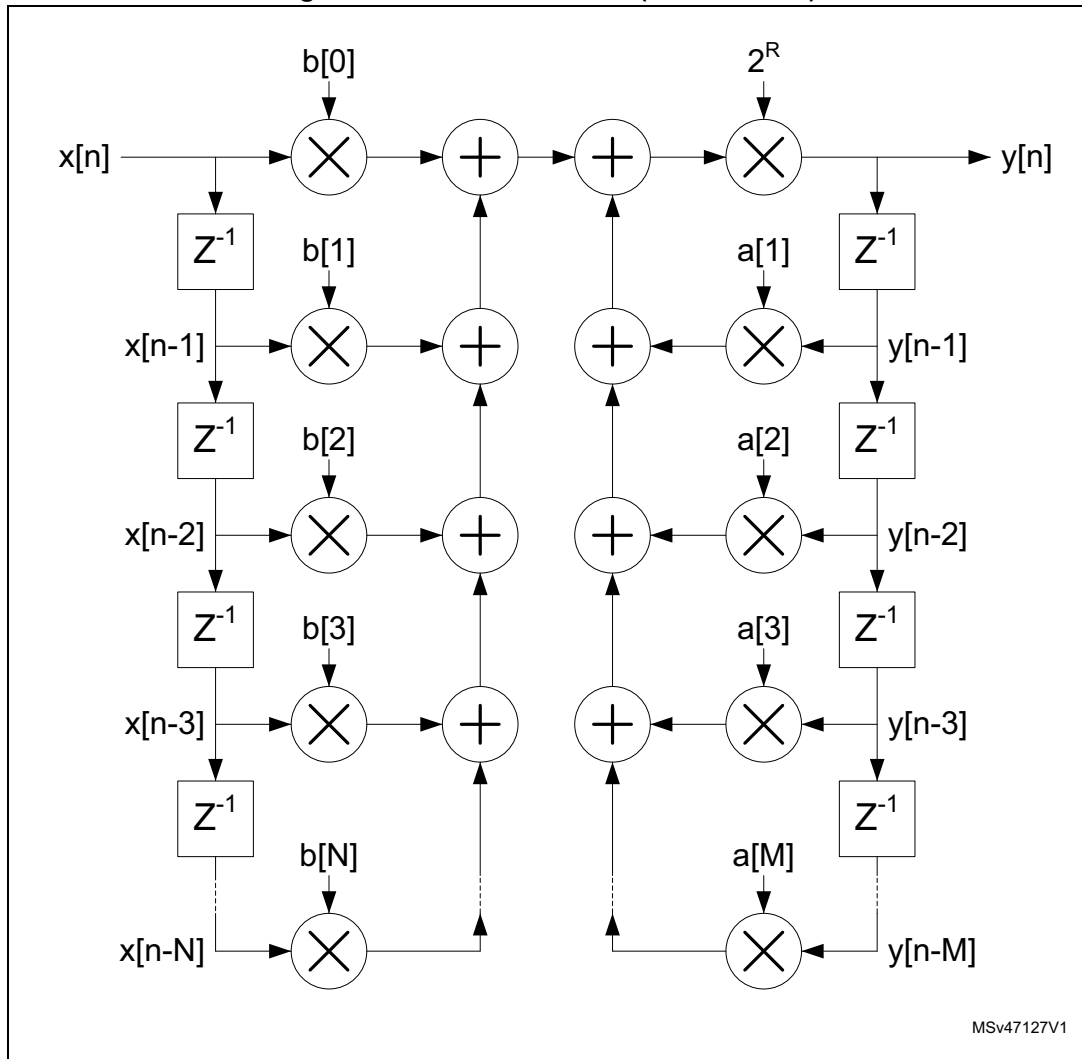 b[0] 2^R
x[n] y[n]
Z^-1 Z^-1
b[1] a[1]
x[n-1] y[n-1]
Z^-1 Z^-1
b[2] a[2]
x[n-2] y[n-2]
Z^-1 Z^-1
b[3] a[3]
x[n-3] y[n-3]
Z^-1 Z^-1
b[N] a[M]
x[n-N] y[n-M]
MSv47127V1